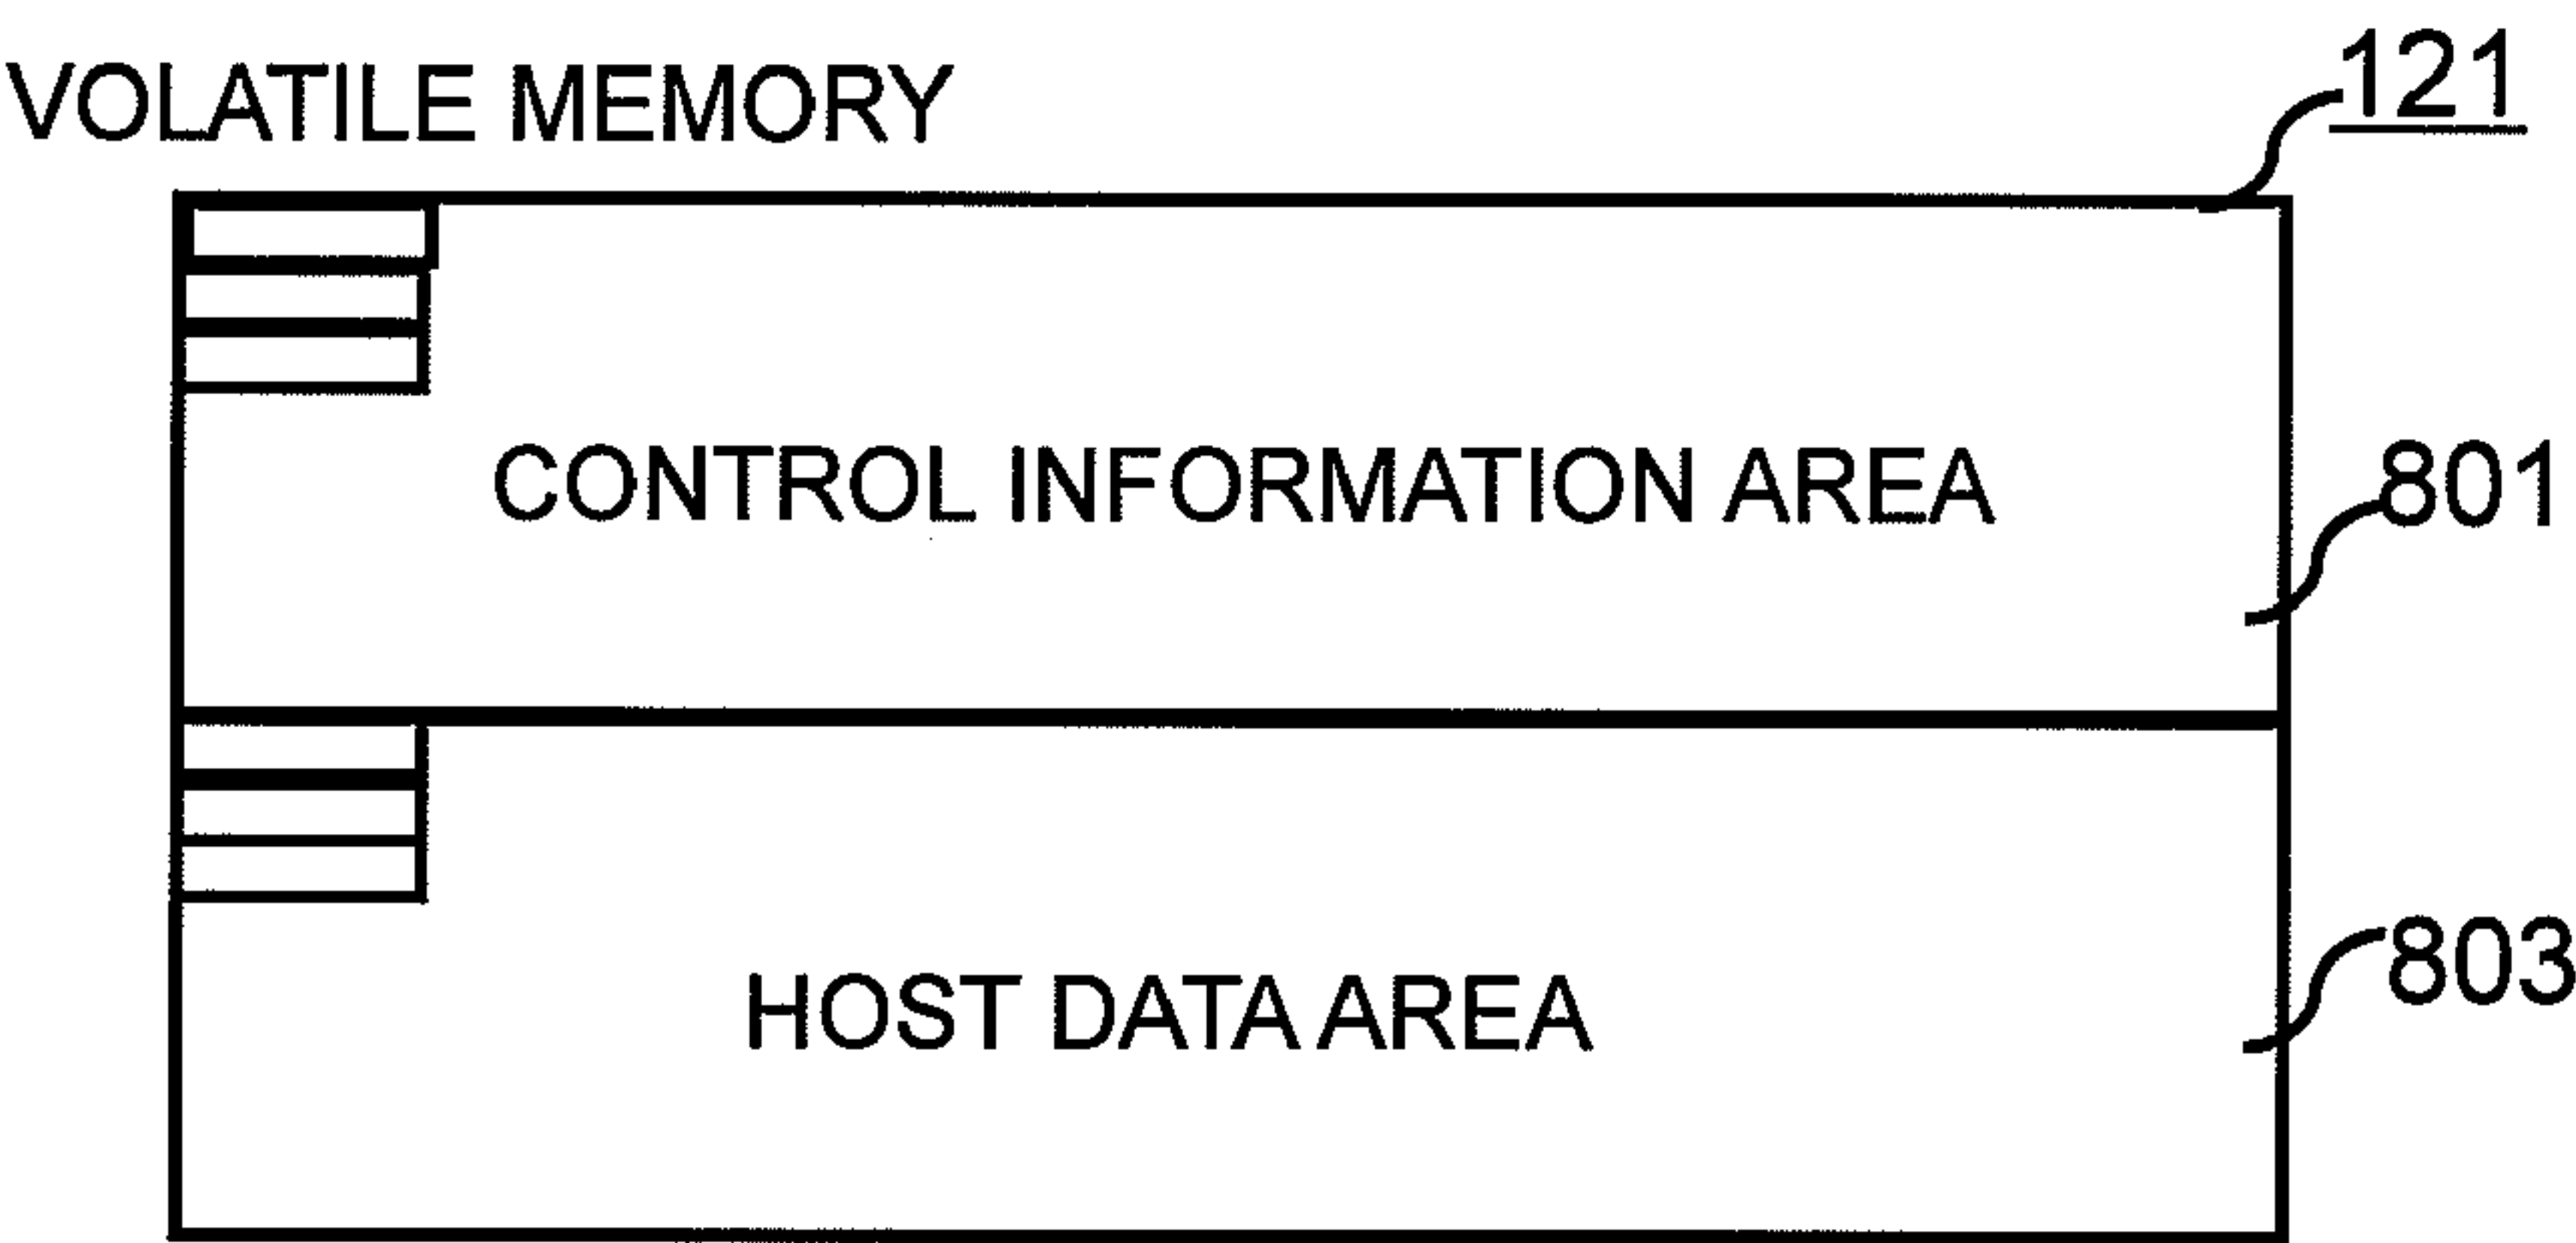 VOLATILE MEMORY
121
CONTROL INFORMATION AREA
801
HOST DATA AREA
803